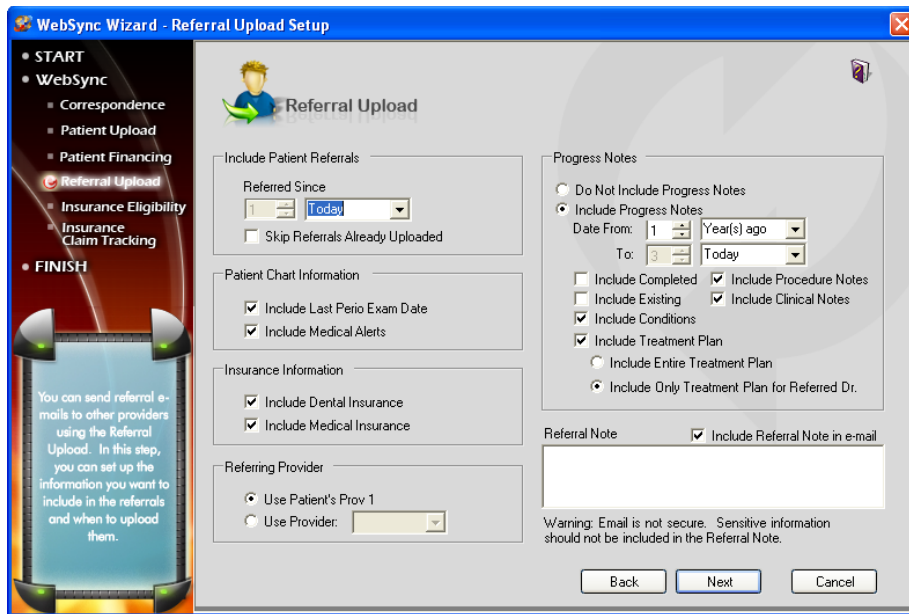 WebSync Wizard - Referral Upload Setup
START
WebSync
Correspondence
Patient Upload
Patient Financing
Referral Upload
Insurance Eligibility
Insurance
Claim Tracking
FINISH
You can send referral e-
mails to other providers
using the Referral
Upload. In this step,
you can set up the
information you want to
include in the referrals
and when to upload
them.
Referral Upload
Include Patient Referrals
Referred Since
1 Today
Skip Referrals Already Uploaded
Patient Chart Information
Include Last Perio Exam Date
Include Medical Alerts
Insurance Information
Include Dental Insurance
Include Medical Insurance
Referring Provider
Use Patient's Prov 1
Use Provider:
Progress Notes
Do Not Include Progress Notes
Include Progress Notes
Date From: 1 Year(s) ago
To: 3 Today
Include Completed Include Procedure Notes
Include Existing Include Clinical Notes
Include Conditions
Include Treatment Plan
Include Entire Treatment Plan
Include Only Treatment Plan for Referred Dr.
Referral Note Include Referral Note in e-mail
Warning: Email is not secure. Sensitive information
should not be included in the Referral Note.
Back Next Cancel